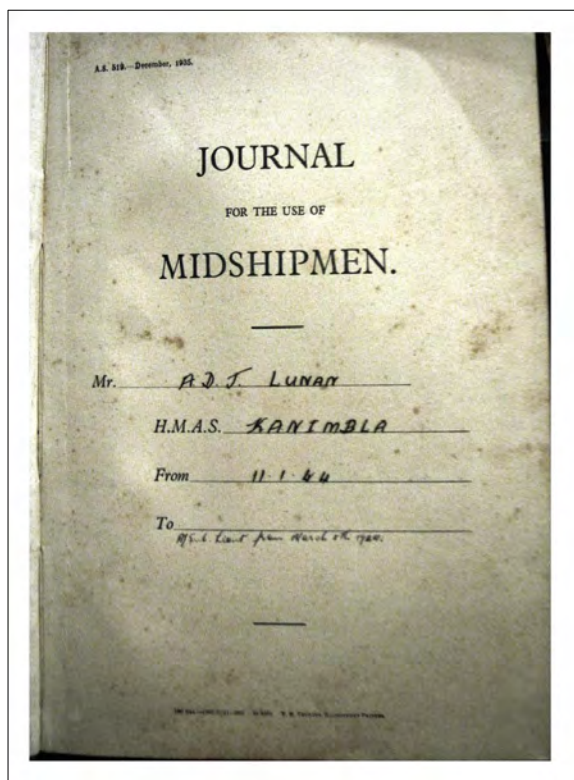 A.S. 519.—December, 1935.
JOURNAL
FOR THE USE OF
MIDSHIPMEN.
Mr. A.D.J. LUNAN
H.M.A.S. KANIMBLA
From 11·1·44
To
Lieut from March